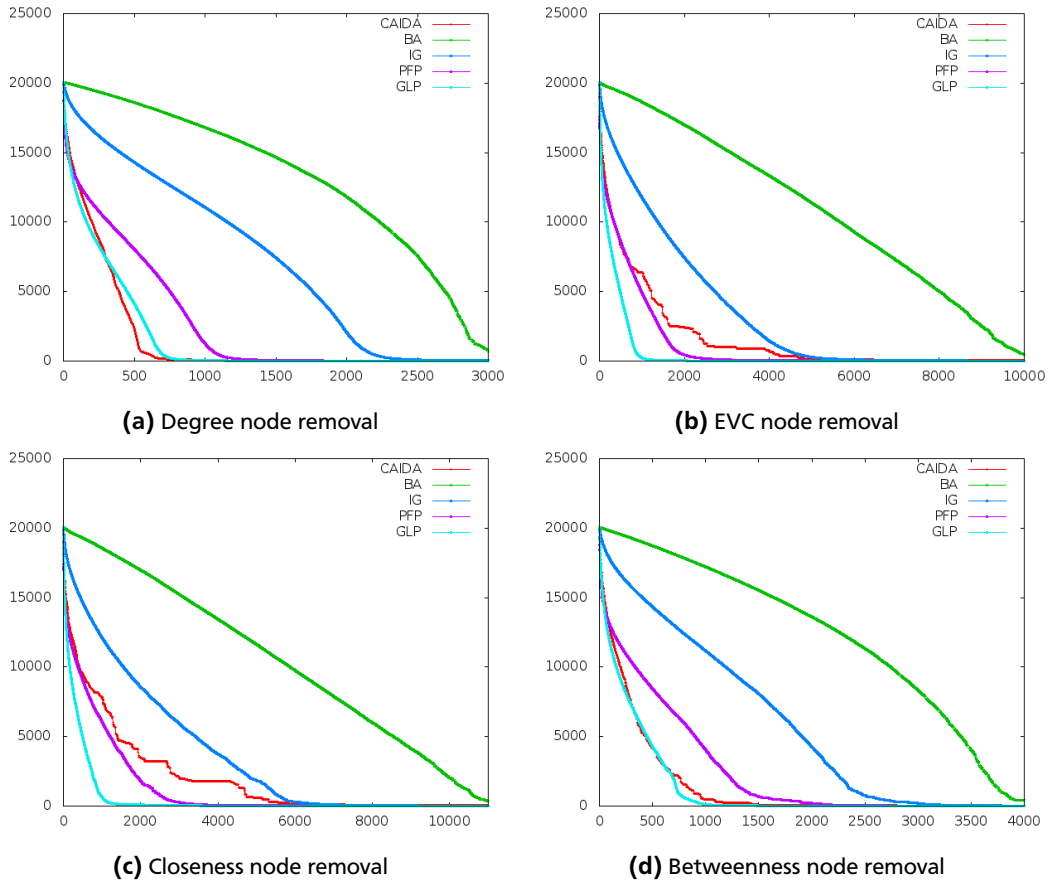 25000
20000
15000
10000
5000
0
0 500 1000 1500 2000 2500 3000
CAIDA
BA
IG
PFP
GLP
(a) Degree node removal
25000
20000
15000
10000
5000
0
0 2000 4000 6000 8000 10000
CAIDA
BA
IG
PFP
GLP
(b) EVC node removal
25000
20000
15000
10000
5000
0
0 2000 4000 6000 8000 10000
CAIDA
BA
IG
PFP
GLP
(c) Closeness node removal
25000
20000
15000
10000
5000
0
0 500 1000 1500 2000 2500 3000 3500 4000
CAIDA
BA
IG
PFP
GLP
(d) Betweenness node removal